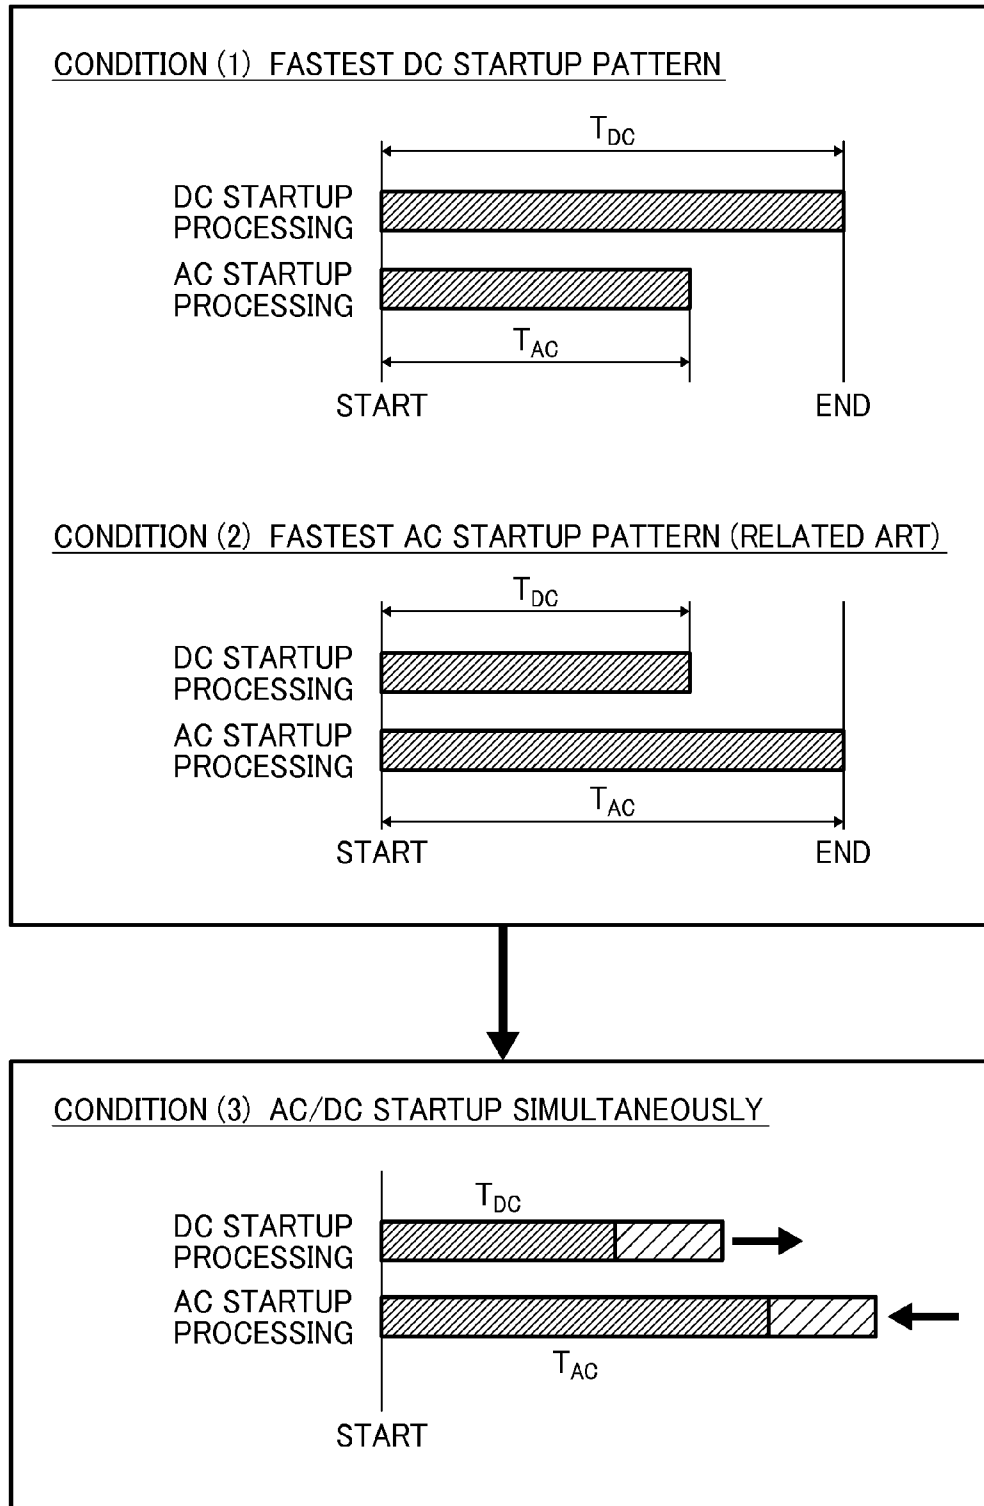 CONDITION (1) FASTEST DC STARTUP PATTERN
TDC
DC STARTUP
PROCESSING
AC STARTUP
PROCESSING
TAC
START
END
CONDITION (2) FASTEST AC STARTUP PATTERN (RELATED ART)
TDC
DC STARTUP
PROCESSING
AC STARTUP
PROCESSING
TAC
START
END
CONDITION (3) AC/DC STARTUP SIMULTANEOUSLY
TDC
DC STARTUP
PROCESSING
AC STARTUP
PROCESSING
TAC
START